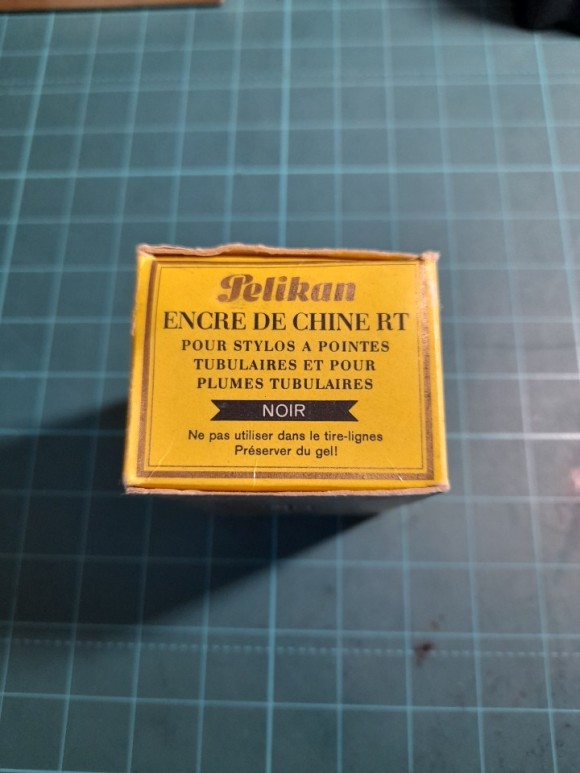 Pelikan
ENCRE DE CHINE RT
POUR STYLOS A POINTES
TUBULAIRES ET POUR
PLUMES TUBULAIRES
NOIR
Ne pas utiliser dans le tire-lignes
Préserver du gel!